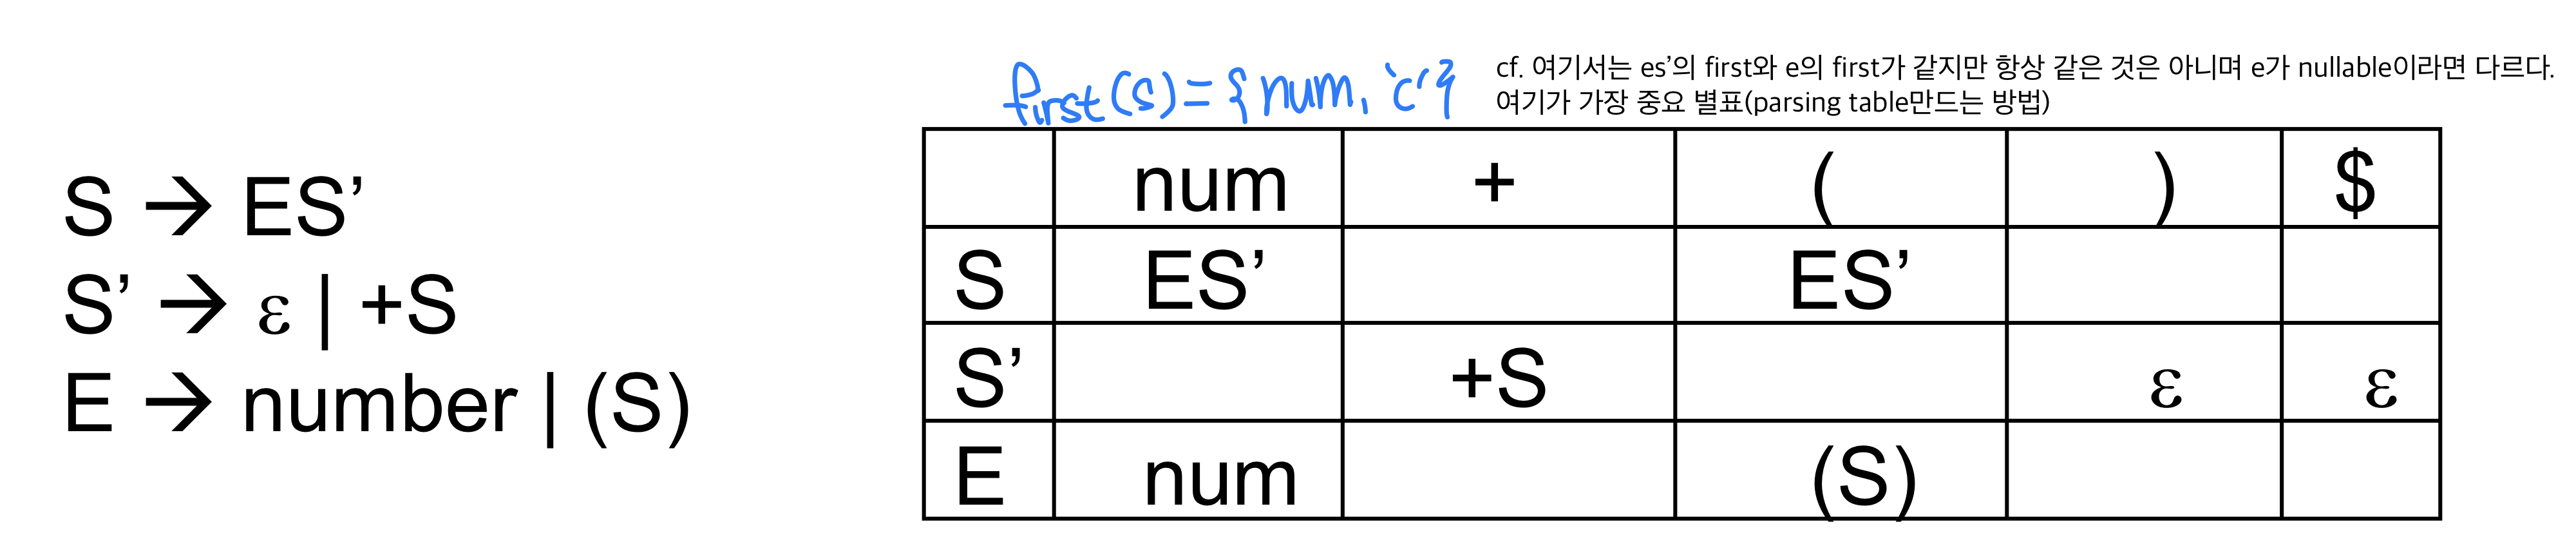 first(s)={num, '('}
cf. 여기서는 es’의 first와 e의 first가 같지만 항상 같은 것은 아니며 e가 nullable이라면 다르다.
여기가 가장 중요 별표(parsing table만드는 방법)
S → ES’
S’ → ε | +S
E → number | (S)
num + ( ) $
S ES’ ES’
S’ +S ε ε
E num (S)